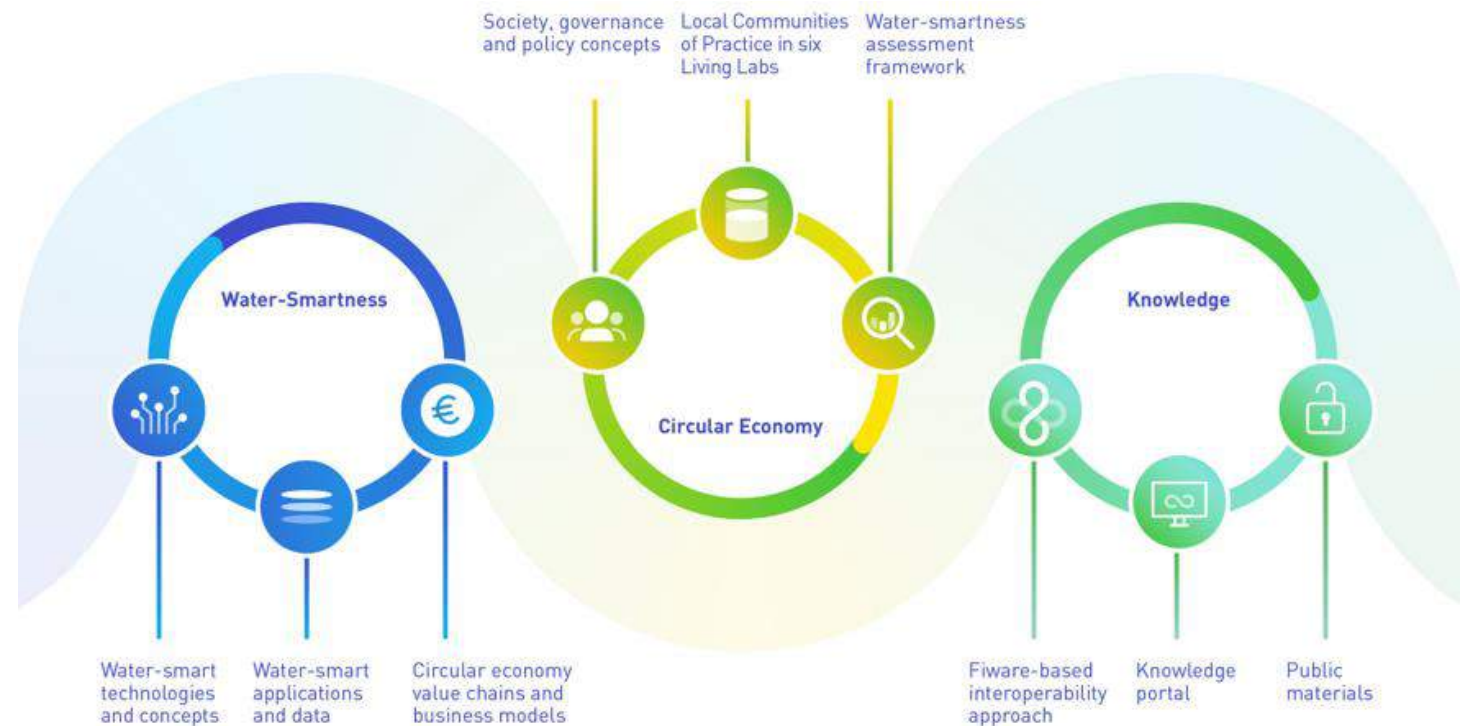 Society, governance
and policy concepts
Local Communities
of Practice in six
Living Labs
Water-smartness
assessment
framework
Water-Smartness
Circular Economy
Knowledge
€
Water-smart
technologies
and concepts
Water-smart
applications
and data
Circular economy
value chains and
business models
Fiware-based
interoperability
approach
Knowledge
portal
Public
materials